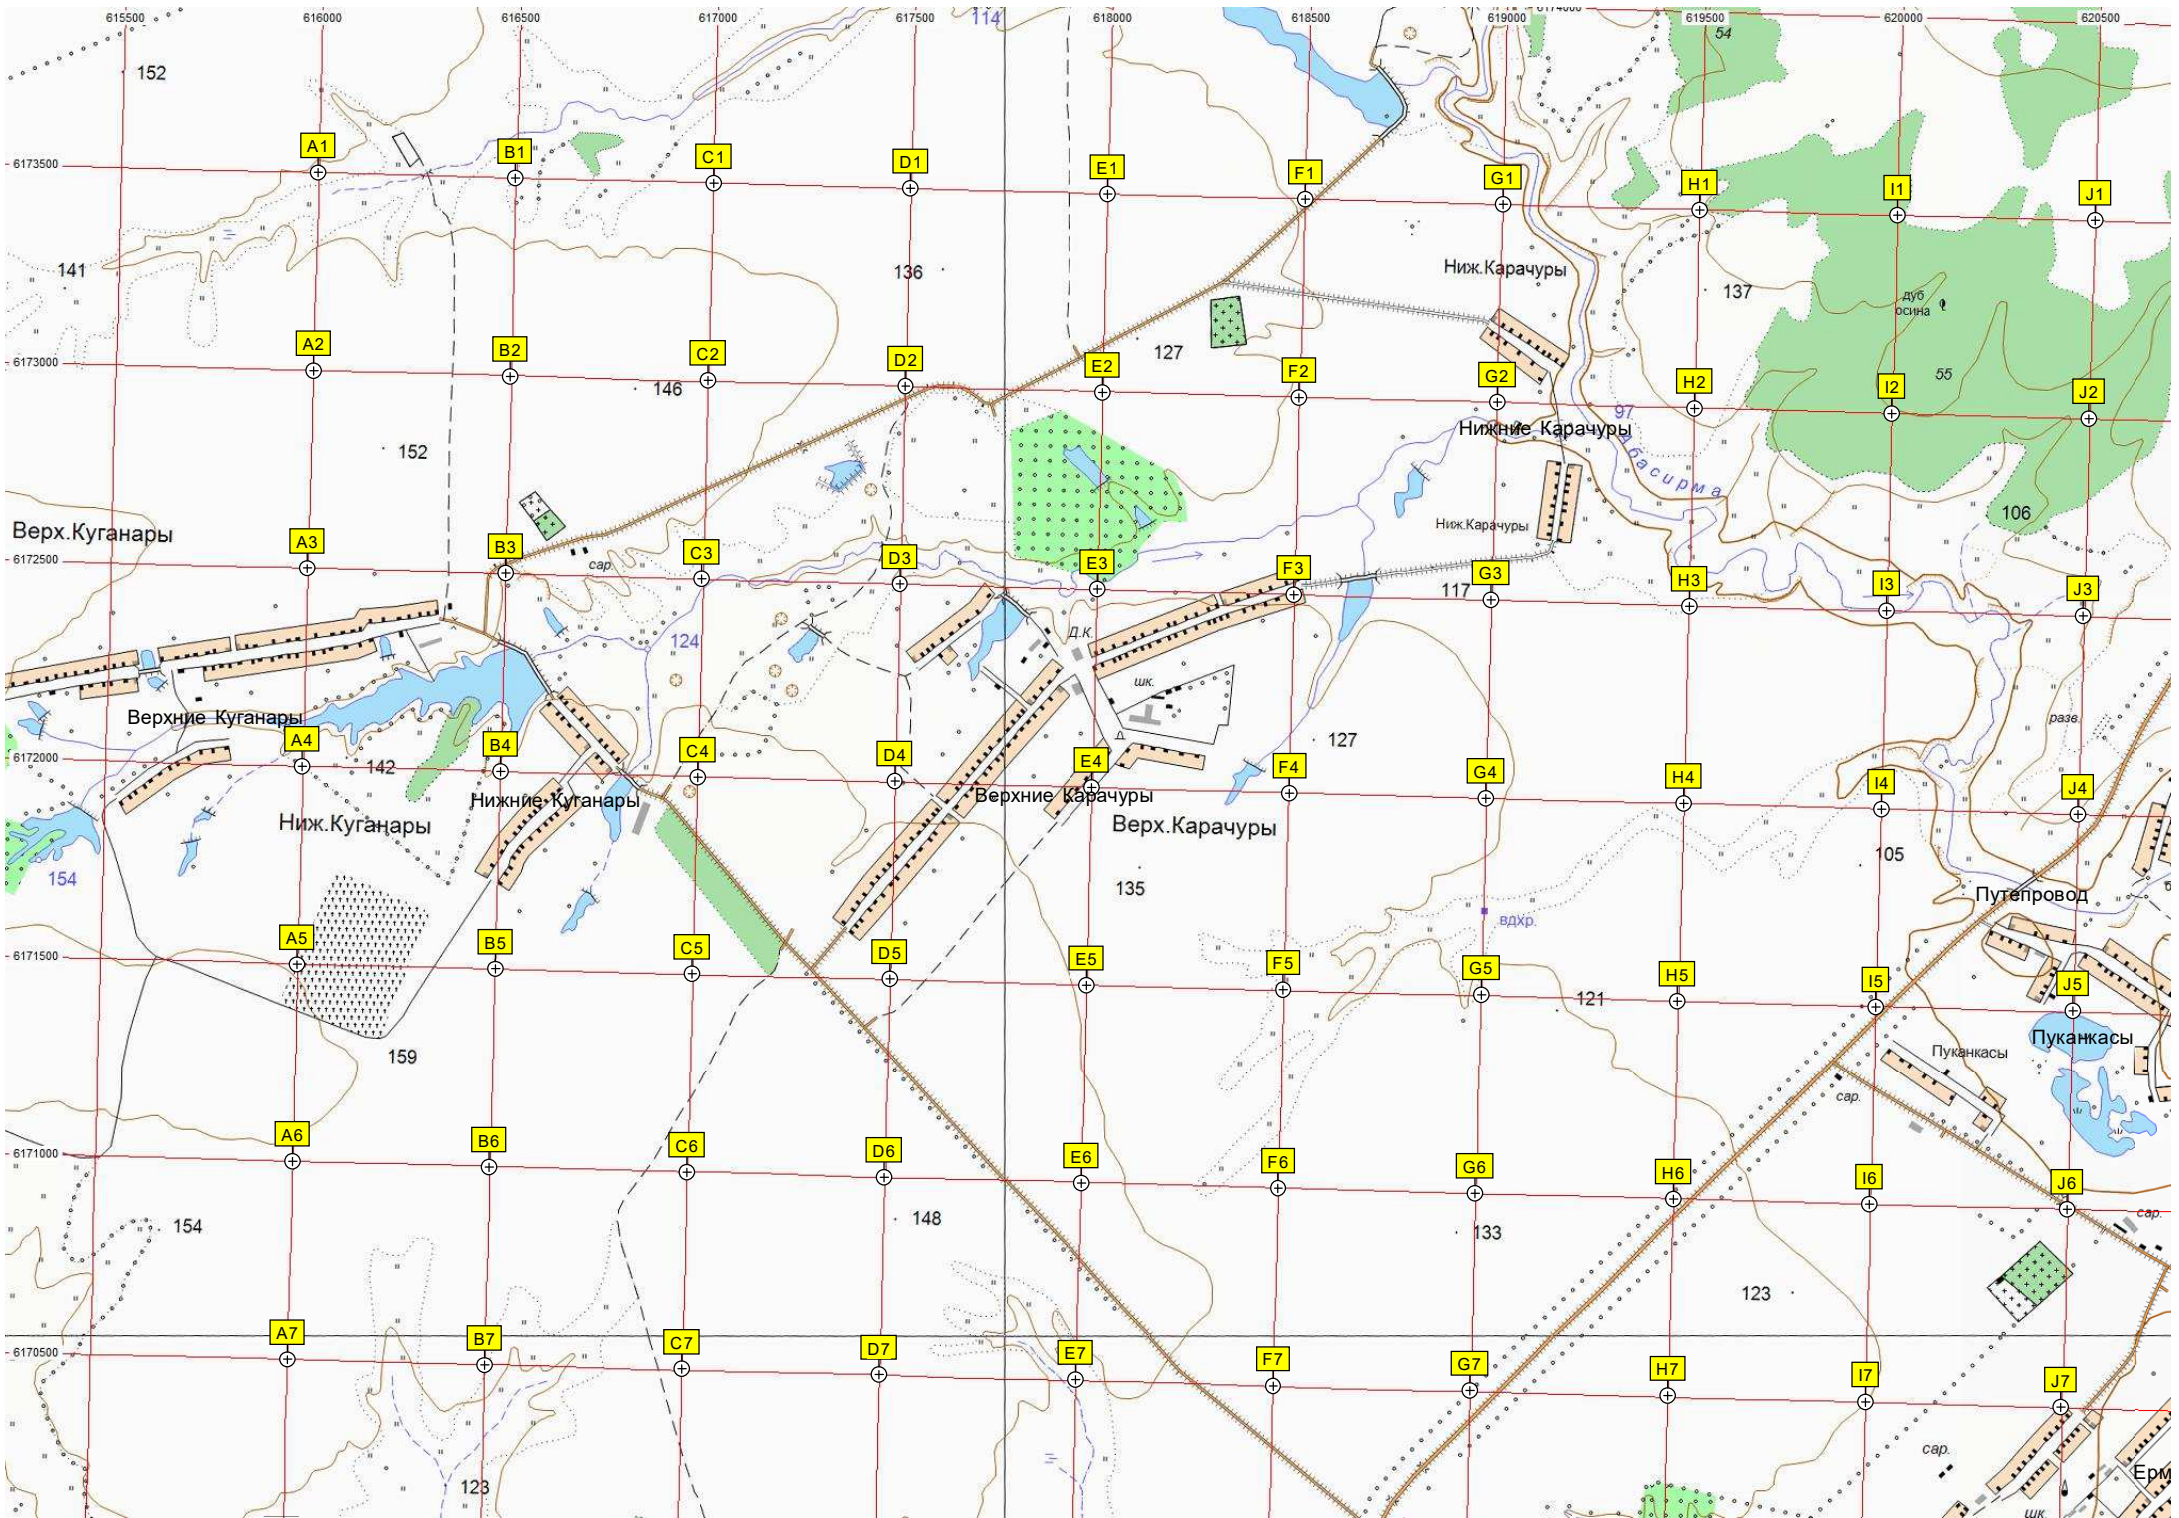 615500 616000 616500 617000 617500 618000 618500 619000 619500 620000 620500
114
54
152
6173500
A1 B1 C1 D1 E1 F1 G1 H1 I1 J1
141
136
Ниж.Карачуры
137
дуб
осина
6173000
A2 B2 C2 D2 E2 F2 G2 H2 I2 J2
127
146
55
97
Нижние Карачуры
Абасирма
152
106
Верх.Куганары
Ниж.Карачуры
6172500
A3 B3 C3 D3 E3 F3 G3 H3 I3 J3
сар.
117
Д.К.
124
шк.
Верхние Куганары
разв.
127
6172000
A4 B4 C4 D4 E4 F4 G4 H4 I4 J4
142
Нижние Куганары
Верхние Карачуры
Ниж.Куганары
Верх.Карачуры
105
154
135
Путепровод
вдхр.
6171500
A5 B5 C5 D5 E5 F5 G5 H5 I5 J5
121
Пуканкасы
Пуканкасы
159
сар.
6171000
A6 B6 C6 D6 E6 F6 G6 H6 I6 J6
154
148
133
сар.
123
6170500
A7 B7 C7 D7 E7 F7 G7 H7 I7 J7
сар.
123
Ерм
шк